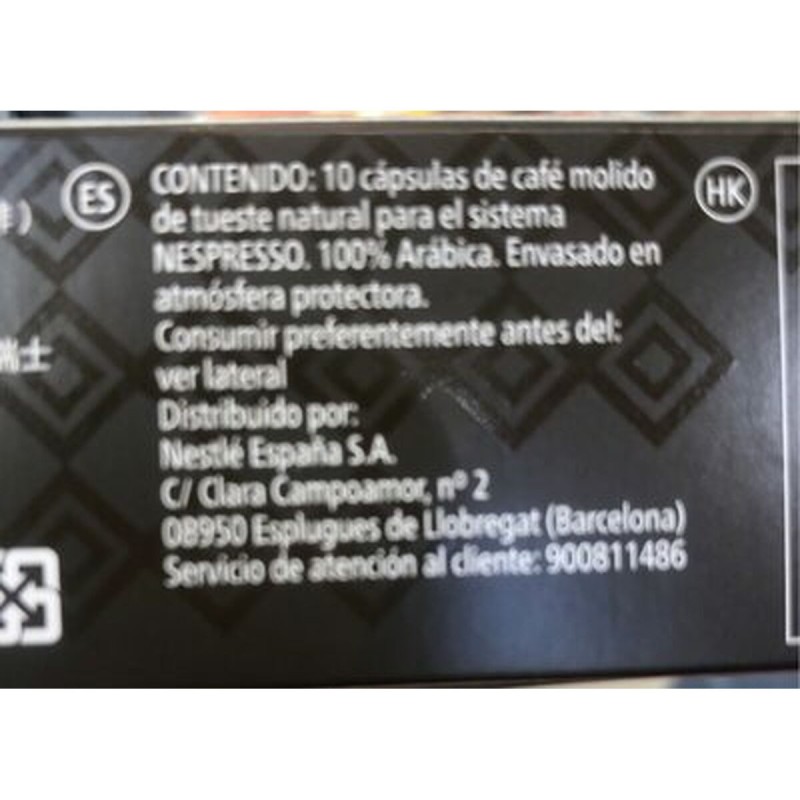 ES
CONTENIDO: 10 cápsulas de café molido
de tueste natural para el sistema
NESPRESSO. 100% Arábica. Envasado en
atmósfera protectora.
Consumir preferentemente antes del:
ver lateral
Distribuido por:
Nestlé España S.A.
C/ Clara Campoamor, nº 2
08950 Esplugues de Llobregat (Barcelona)
Servicio de atención al cliente: 900811486
HK